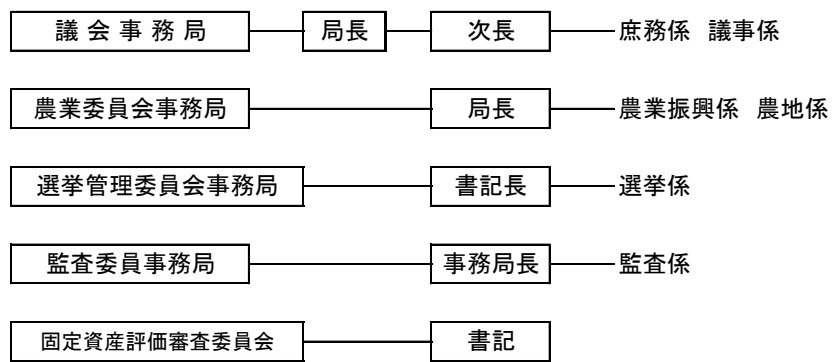 議会事務局 局長 次長 庶務係 議事係
農業委員会事務局 局長 農業振興係 農地係
選挙管理委員会事務局 書記長 選挙係
監査委員事務局 事務局長 監査係
固定資産評価審査委員会 書記